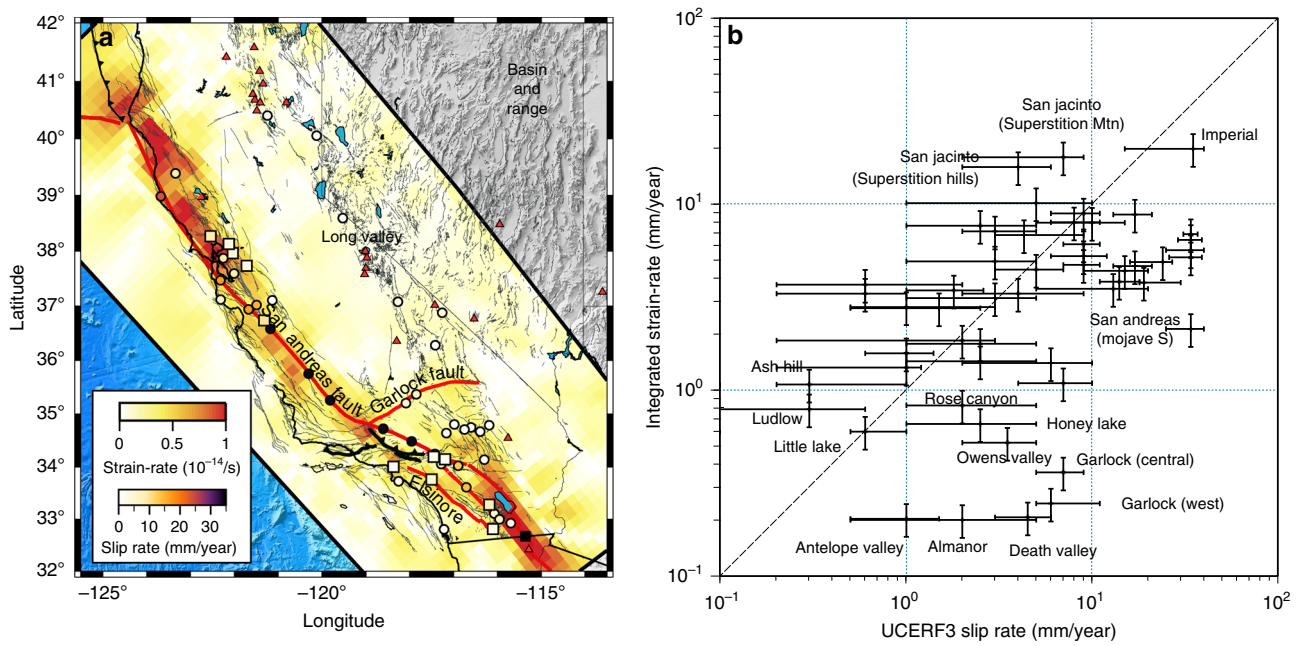 a
42°
41°
40°
39°
38°
37°
36°
35°
34°
33°
32°
Latitude
−125°
−120°
−115°
Longitude
Basin
and
range
Long valley
San andreas fault
Garlock fault
Elsinore
0
0.5
1
Strain-rate (10⁻¹⁴/s)
0
10
20
30
Slip rate (mm/year)
b
10²
10¹
10⁰
10⁻¹
Integrated strain-rate (mm/year)
10⁻¹
10⁰
10¹
10²
UCERF3 slip rate (mm/year)
San jacinto
(Superstition Mtn)
Imperial
San jacinto
(Superstition hills)
San andreas
(mojave S)
Ash hill
Rose canyon
Ludlow
Honey lake
Little lake
Owens valley
Garlock (central)
Garlock (west)
Antelope valley
Almanor
Death valley